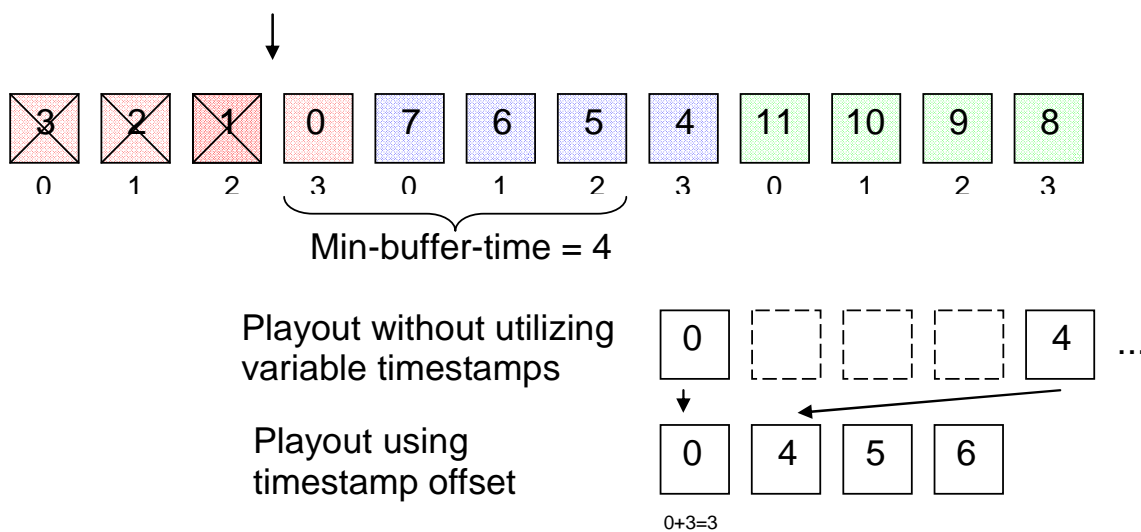 3 2 1 0 7 6 5 4 11 10 9 8
0 1 2 3 0 1 2 3 0 1 2 3
Min-buffer-time = 4
Playout without utilizing
variable timestamps
0 4 ...
Playout using
timestamp offset
0 4 5 6
0+3=3